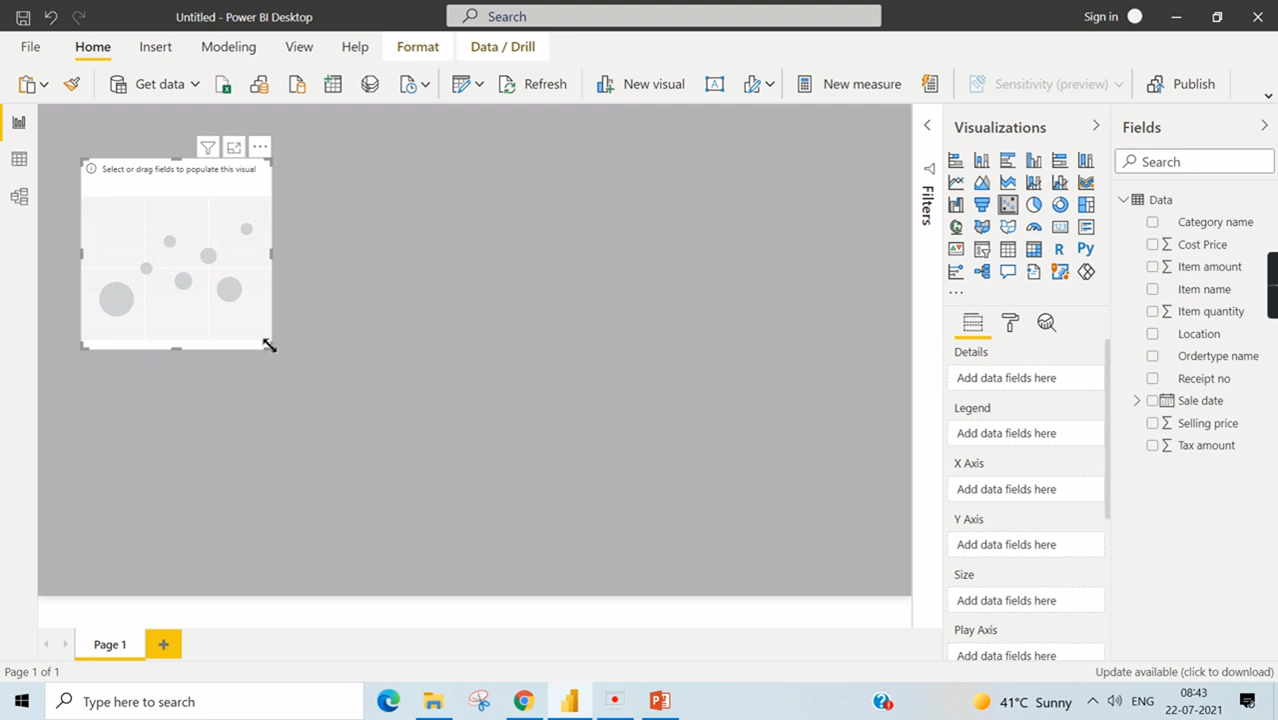 Untitled - Power BI Desktop
Search
Sign in
File Home Insert Modeling View Help Format Data / Drill
Get data
Refresh
New visual
New measure
Sensitivity (preview)
Publish
Select or drag fields to populate this visual
Filters
Visualizations
R
Py
...
Details
Add data fields here
Legend
Add data fields here
X Axis
Add data fields here
Y Axis
Add data fields here
Size
Add data fields here
Play Axis
Add data fields here
Fields
Search
Data
Category name
Cost Price
Item amount
Item name
Item quantity
Location
Ordertype name
Receipt no
Sale date
Selling price
Tax amount
Page 1
Page 1 of 1
Update available (click to download)
Type here to search
41°C Sunny
ENG
08:43
22-07-2021